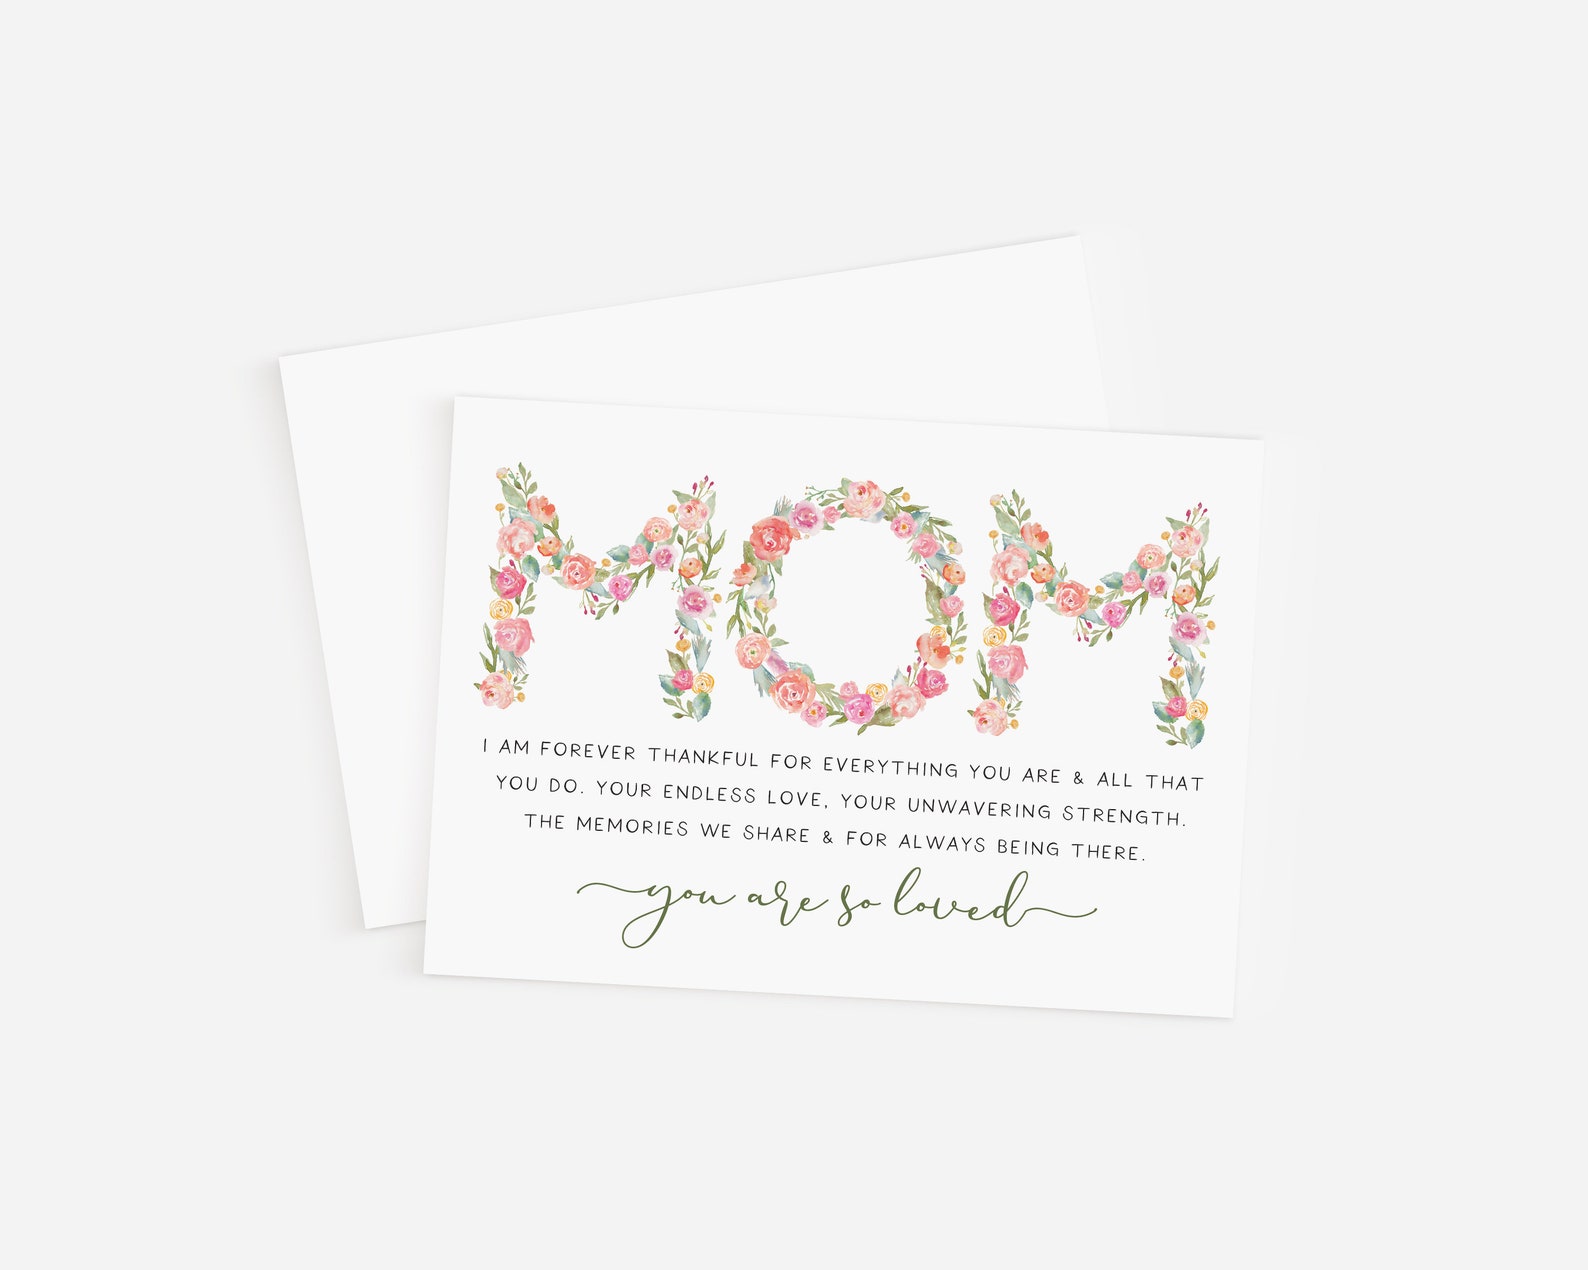 MOM
I AM FOREVER THANKFUL FOR EVERYTHING YOU ARE & ALL THAT
YOU DO. YOUR ENDLESS LOVE, YOUR UNWAVERING STRENGTH.
THE MEMORIES WE SHARE & FOR ALWAYS BEING THERE.
you are so loved